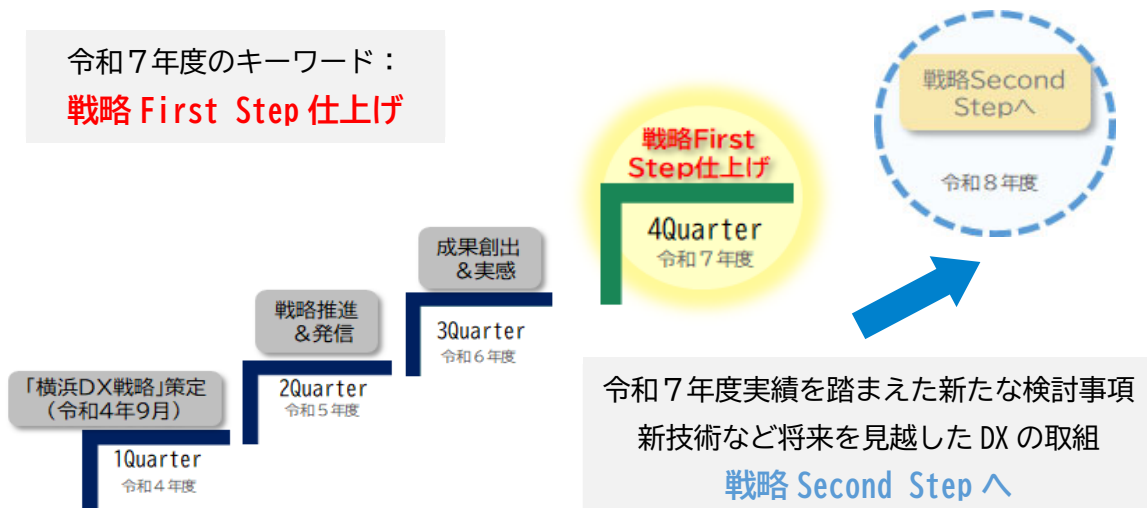 令和７年度のキーワード：
戦略 First Step 仕上げ
戦略Second
Stepへ
令和８年度
戦略First
Step仕上げ
4Quarter
令和７年度
成果創出
＆実感
3Quarter
令和６年度
戦略推進
＆発信
2Quarter
令和５年度
「横浜DX戦略」策定
（令和4年9月）
1Quarter
令和４年度
令和７年度実績を踏まえた新たな検討事項
新技術など将来を見越した DX の取組
戦略 Second Step へ